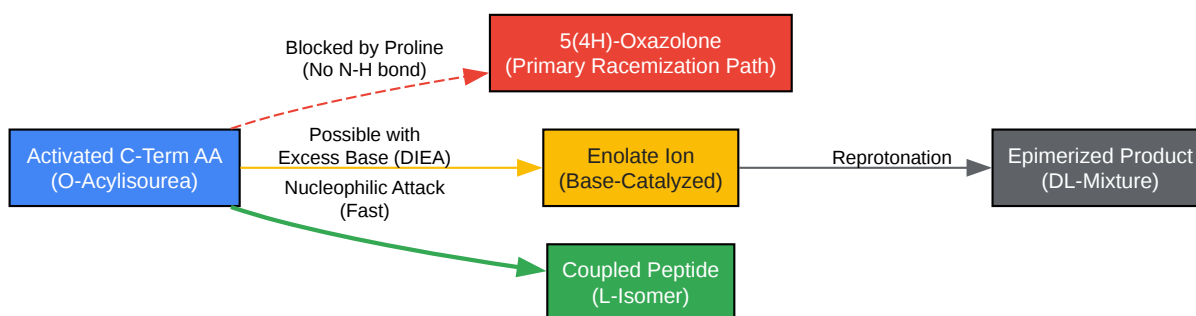 Blocked by Proline
(No N-H bond)
5(4H)-Oxazolone
(Primary Racemization Path)
Activated C-Term AA
(O-Acylisourea)
Possible with
Excess Base (DIEA)
Enolate Ion
(Base-Catalyzed)
Reprotonation
Epimerized Product
(DL-Mixture)
Nucleophilic Attack
(Fast)
Coupled Peptide
(L-Isomer)